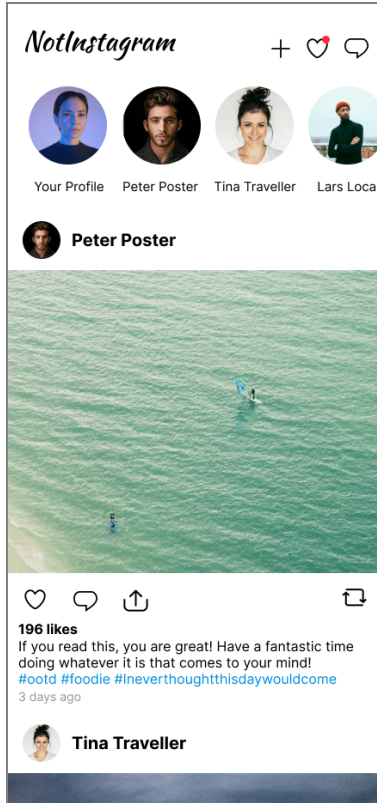 NotInstagram
Your Profile Peter Poster Tina Traveller Lars Loca
Peter Poster
196 likes
If you read this, you are great! Have a fantastic time
doing whatever it is that comes to your mind!
#ootd #foodie #Ineverthoughtthisdaywouldcome
3 days ago
Tina Traveller